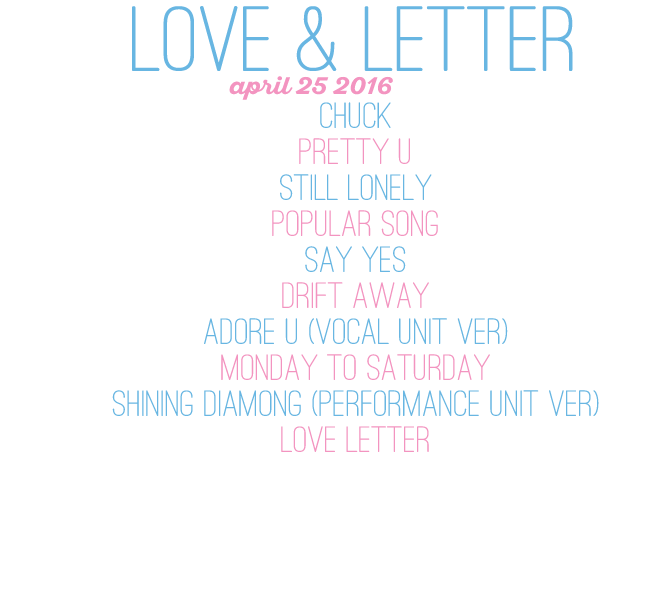 LOVE & LETTER
april 25 2016
CHUCK
PRETTY U
STILL LONELY
POPULAR SONG
SAY YES
DRIFT AWAY
ADORE U (VOCAL UNIT VER)
MONDAY TO SATURDAY
SHINING DIAMONG (PERFORMANCE UNIT VER)
LOVE LETTER